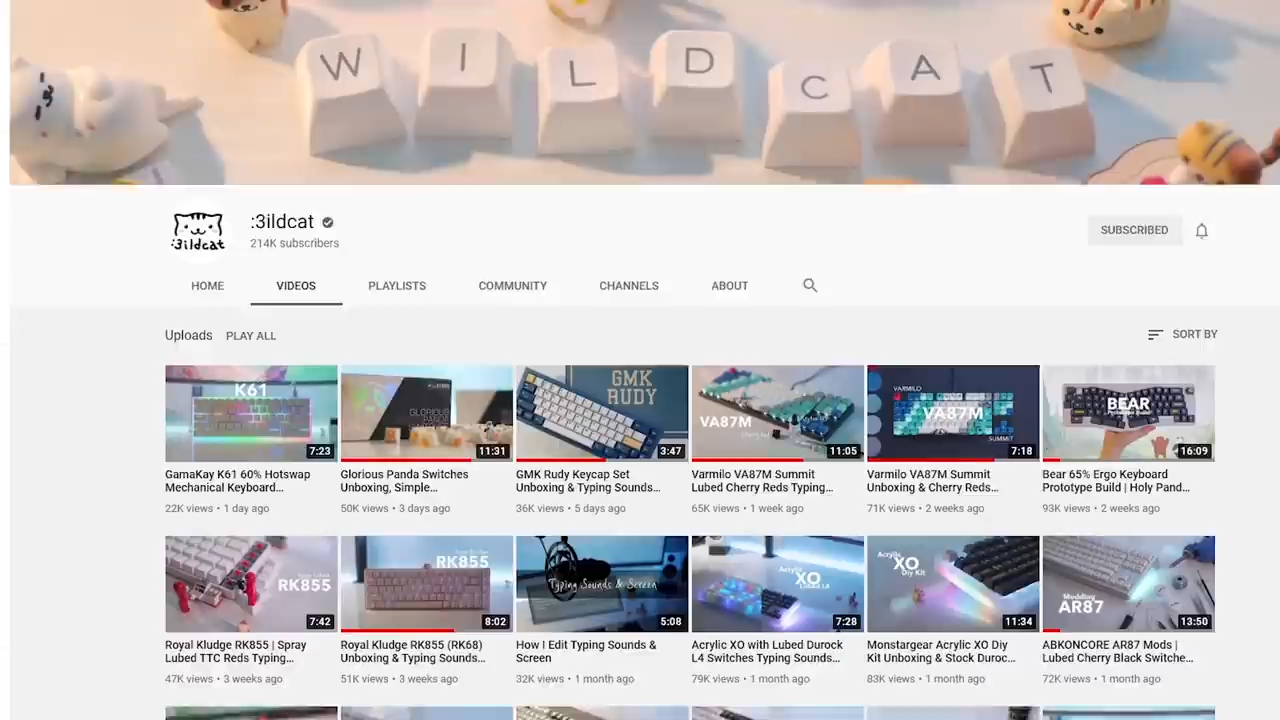 W I L D C A T
:3ildcat
:3ildcat
214K subscribers
SUBSCRIBED
HOME VIDEOS PLAYLISTS COMMUNITY CHANNELS ABOUT
Uploads PLAY ALL
SORT BY
K61
7:23
GLORIOUS
11:31
GMK
RUDY
3:47
VA87M
11:05
VARMILO
VA87M
SUMMIT
7:18
BEAR
16:09
GamaKay K61 60% Hotswap
Mechanical Keyboard...
22K views • 1 day ago
Glorious Panda Switches
Unboxing, Simple...
50K views • 3 days ago
GMK Rudy Keycap Set
Unboxing & Typing Sounds...
36K views • 5 days ago
Varmilo VA87M Summit
Lubed Cherry Reds Typing...
65K views • 1 week ago
Varmilo VA87M Summit
Unboxing & Cherry Reds...
71K views • 2 weeks ago
Bear 65% Ergo Keyboard
Prototype Build | Holy Pand...
93K views • 2 weeks ago
RK855
7:42
RK855
8:02
Typing Sounds & Screen
5:08
Acrylic
XO
7:28
Acrylic
XO
Diy Kit
11:34
Modding
AR87
13:50
Royal Kludge RK855 | Spray
Lubed TTC Reds Typing...
47K views • 3 weeks ago
Royal Kludge RK855 (RK68)
Unboxing & Typing Sounds...
51K views • 3 weeks ago
How I Edit Typing Sounds &
Screen
32K views • 1 month ago
Acrylic XO with Lubed Durock
L4 Switches Typing Sounds...
79K views • 1 month ago
Monstargear Acrylic XO Diy
Kit Unboxing & Stock Duroc...
83K views • 1 month ago
ABKONCORE AR87 Mods |
Lubed Cherry Black Switche...
72K views • 1 month ago